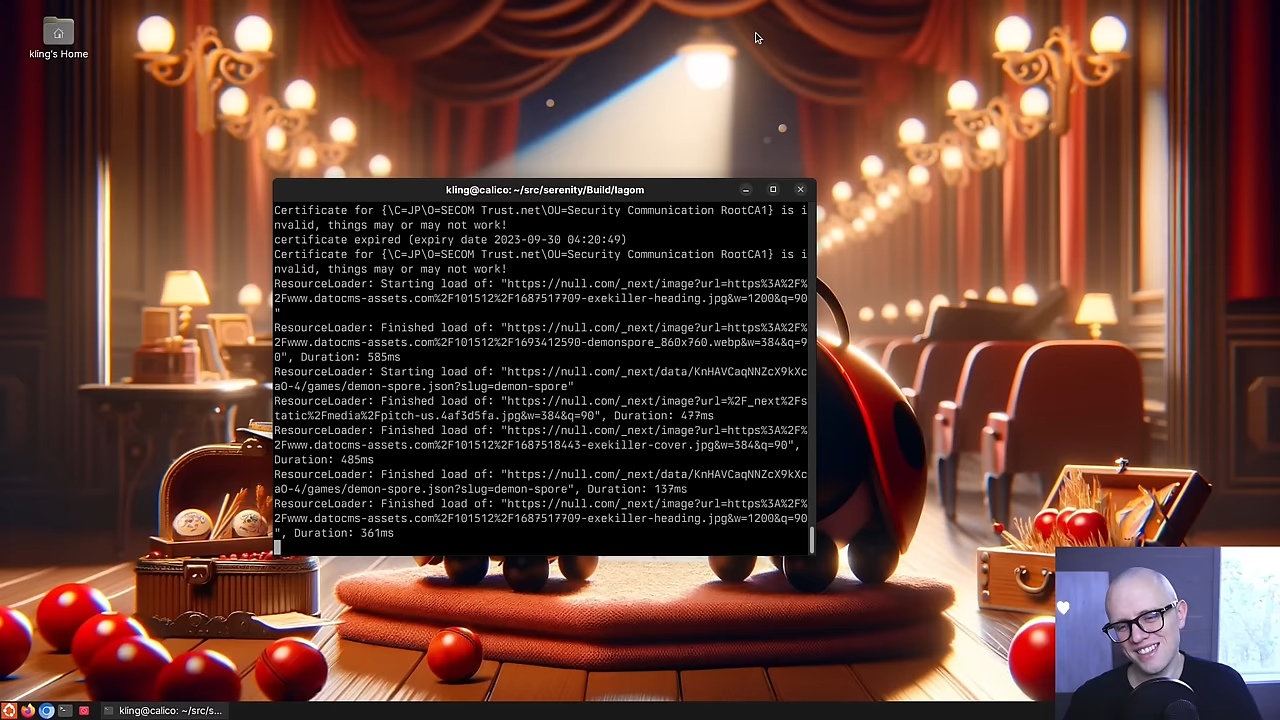 kling's Home
kling@calico: ~/src/serenity/Build/lagom
Certificate for {\C=JP\O=SECOM Trust.net\OU=Security Communication RootCA1} is i
nvalid, things may or may not work!
certificate expired (expiry date 2023-09-30 04:20:49)
Certificate for {\C=JP\O=SECOM Trust.net\OU=Security Communication RootCA1} is i
nvalid, things may or may not work!
ResourceLoader: Starting load of: "https://null.com/_next/image?url=https%3A%2F%
2Fwww.datocms-assets.com%2F101512%2F1687517709-exekiller-heading.jpg&w=1200&q=90
"
ResourceLoader: Finished load of: "https://null.com/_next/image?url=https%3A%2F%
2Fwww.datocms-assets.com%2F101512%2F1693412590-demonspore_860x760.webp&w=384&q=9
0", Duration: 585ms
ResourceLoader: Starting load of: "https://null.com/_next/data/KnHAVCaqNNZcX9kXc
aO-4/games/demon-spore.json?slug=demon-spore"
ResourceLoader: Finished load of: "https://null.com/_next/image?url=%2F_next%2Fs
tatic%2Fmedia%2Fpitch-us.4af3d5fa.jpg&w=384&q=90", Duration: 477ms
ResourceLoader: Finished load of: "https://null.com/_next/image?url=https%3A%2F%
2Fwww.datocms-assets.com%2F101512%2F1687518443-exekiller-cover.jpg&w=384&q=90",
Duration: 485ms
ResourceLoader: Finished load of: "https://null.com/_next/data/KnHAVCaqNNZcX9kXc
aO-4/games/demon-spore.json?slug=demon-spore", Duration: 137ms
ResourceLoader: Finished load of: "https://null.com/_next/image?url=https%3A%2F%
2Fwww.datocms-assets.com%2F101512%2F1687517709-exekiller-heading.jpg&w=1200&q=90
", Duration: 361ms
kling@calico: ~/src/s...